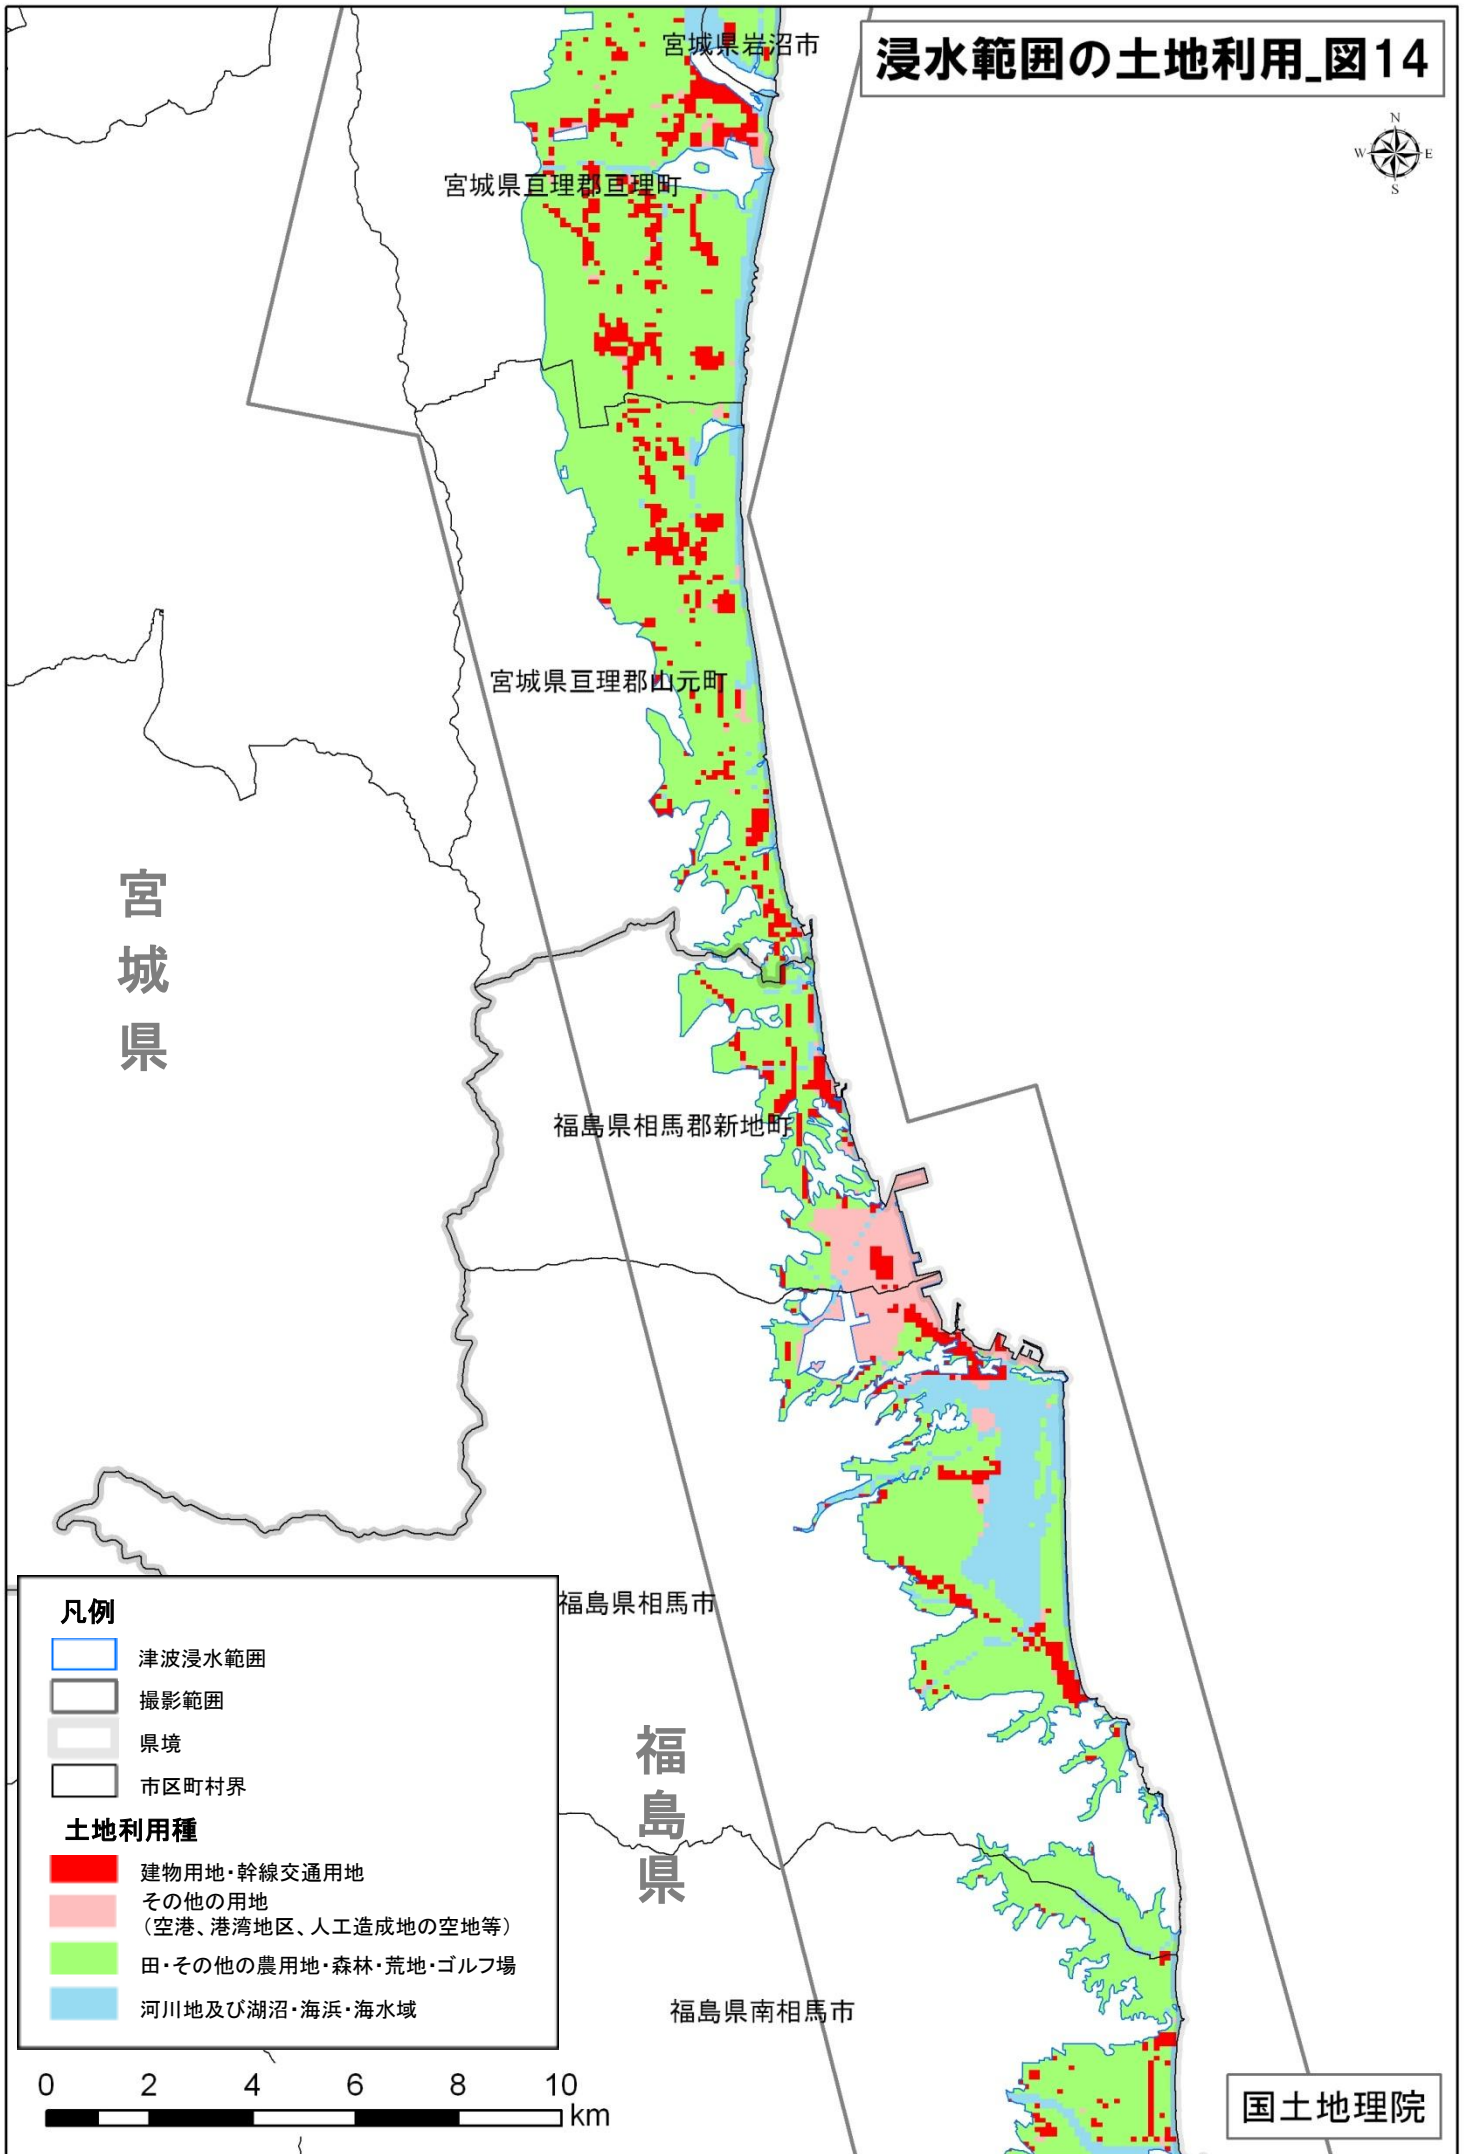 浸水範囲の土地利用_図14
N
W E
S
宮城県岩沼市
宮城県亘理郡亘理町
宮城県亘理郡山元町
宮城県
福島県相馬郡新地町
福島県相馬市
福島県
福島県南相馬市
凡例
津波浸水範囲
撮影範囲
県境
市区町村界
土地利用種
建物用地・幹線交通用地
その他の用地
(空港、港湾地区、人工造成地の空地等)
田・その他の農用地・森林・荒地・ゴルフ場
河川地及び湖沼・海浜・海水域
0 2 4 6 8 10
km
国土地理院